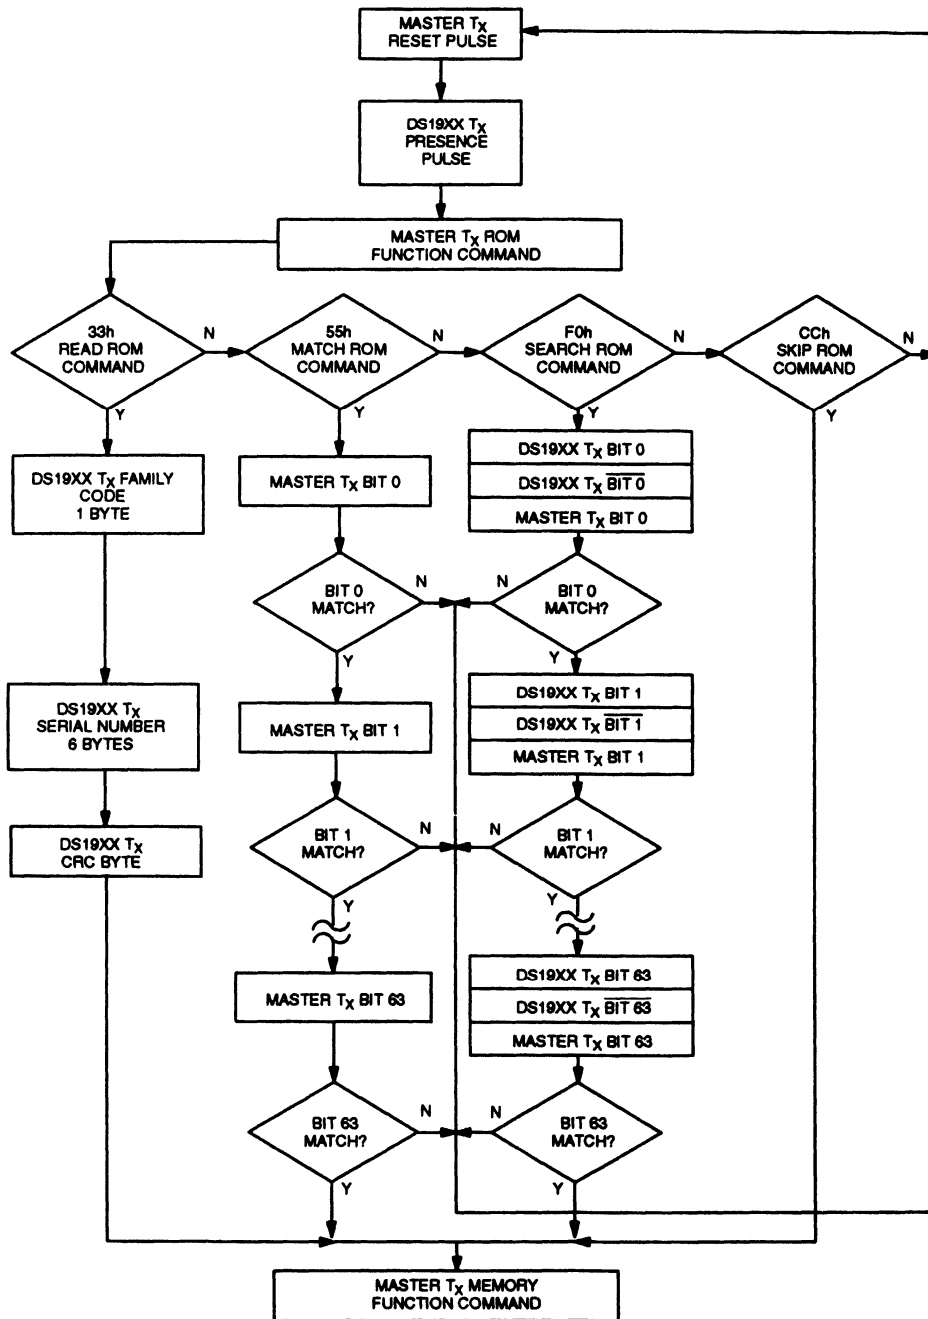 MASTER TX
RESET PULSE
DS19XX TX
PRESENCE
PULSE
MASTER TX ROM
FUNCTION COMMAND
33h
READ ROM
COMMAND
N
Y
55h
MATCH ROM
COMMAND
N
Y
F0h
SEARCH ROM
COMMAND
N
Y
CCh
SKIP ROM
COMMAND
N
Y
DS19XX TX FAMILY
CODE
1 BYTE
DS19XX TX
SERIAL NUMBER
6 BYTES
DS19XX TX
CRC BYTE
MASTER TX BIT 0
BIT 0
MATCH?
N
Y
MASTER TX BIT 1
BIT 1
MATCH?
N
Y
MASTER TX BIT 63
BIT 63
MATCH?
N
Y
DS19XX TX BIT 0
DS19XX TX BIT 0
MASTER TX BIT 0
BIT 0
MATCH?
N
Y
DS19XX TX BIT 1
DS19XX TX BIT 1
MASTER TX BIT 1
BIT 1
MATCH?
N
Y
DS19XX TX BIT 63
DS19XX TX BIT 63
MASTER TX BIT 63
BIT 63
MATCH?
N
Y
MASTER TX MEMORY
FUNCTION COMMAND